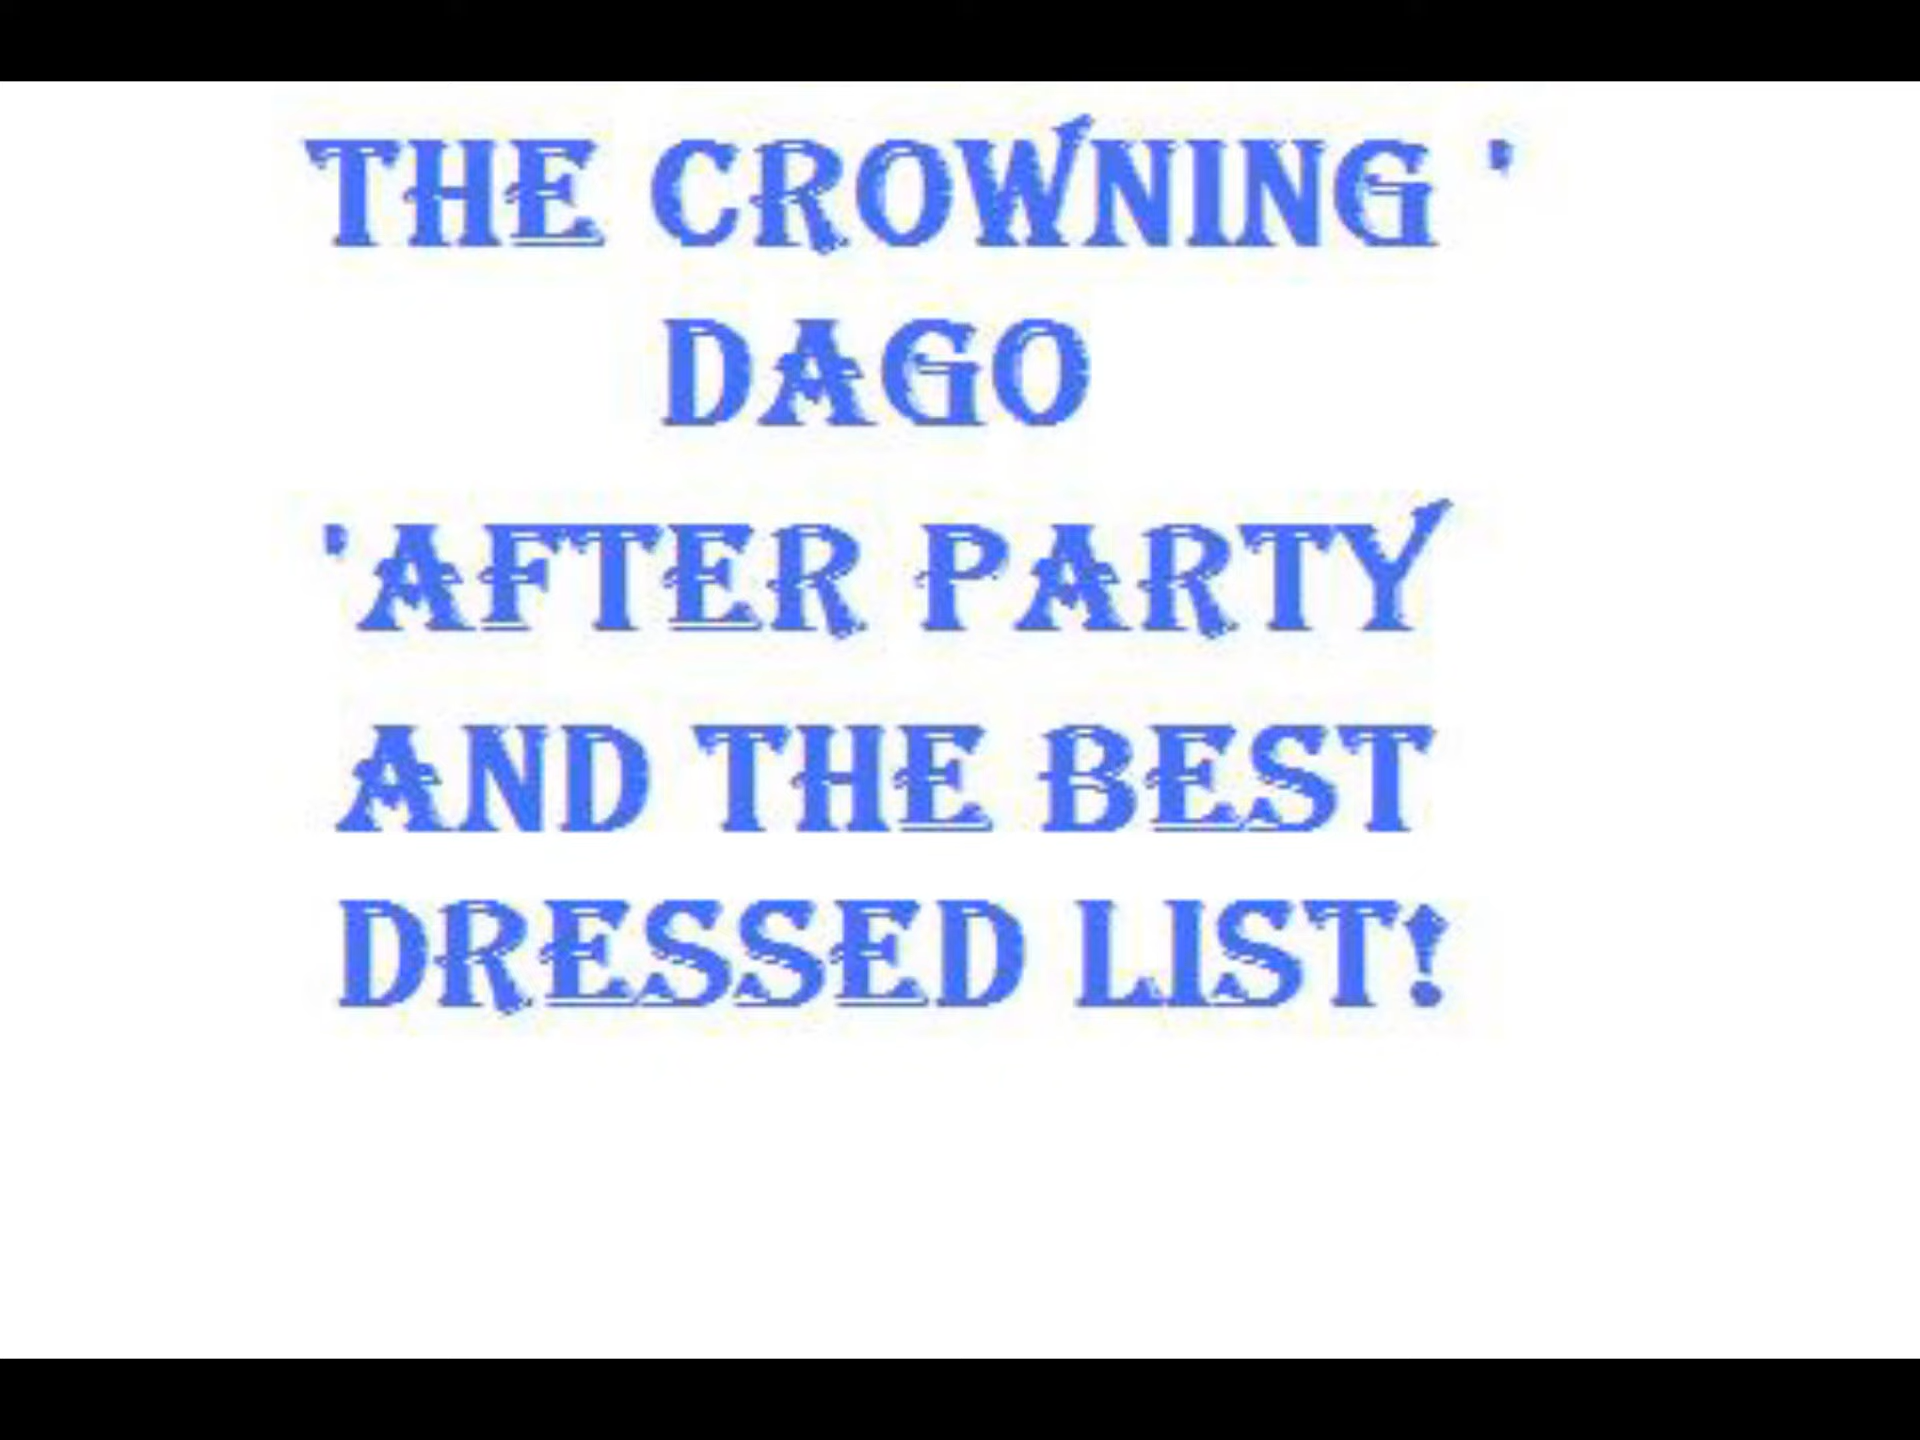 THE CROWNING '
DAGO
'AFTER PARTY
AND THE BEST
DRESSED LIST!